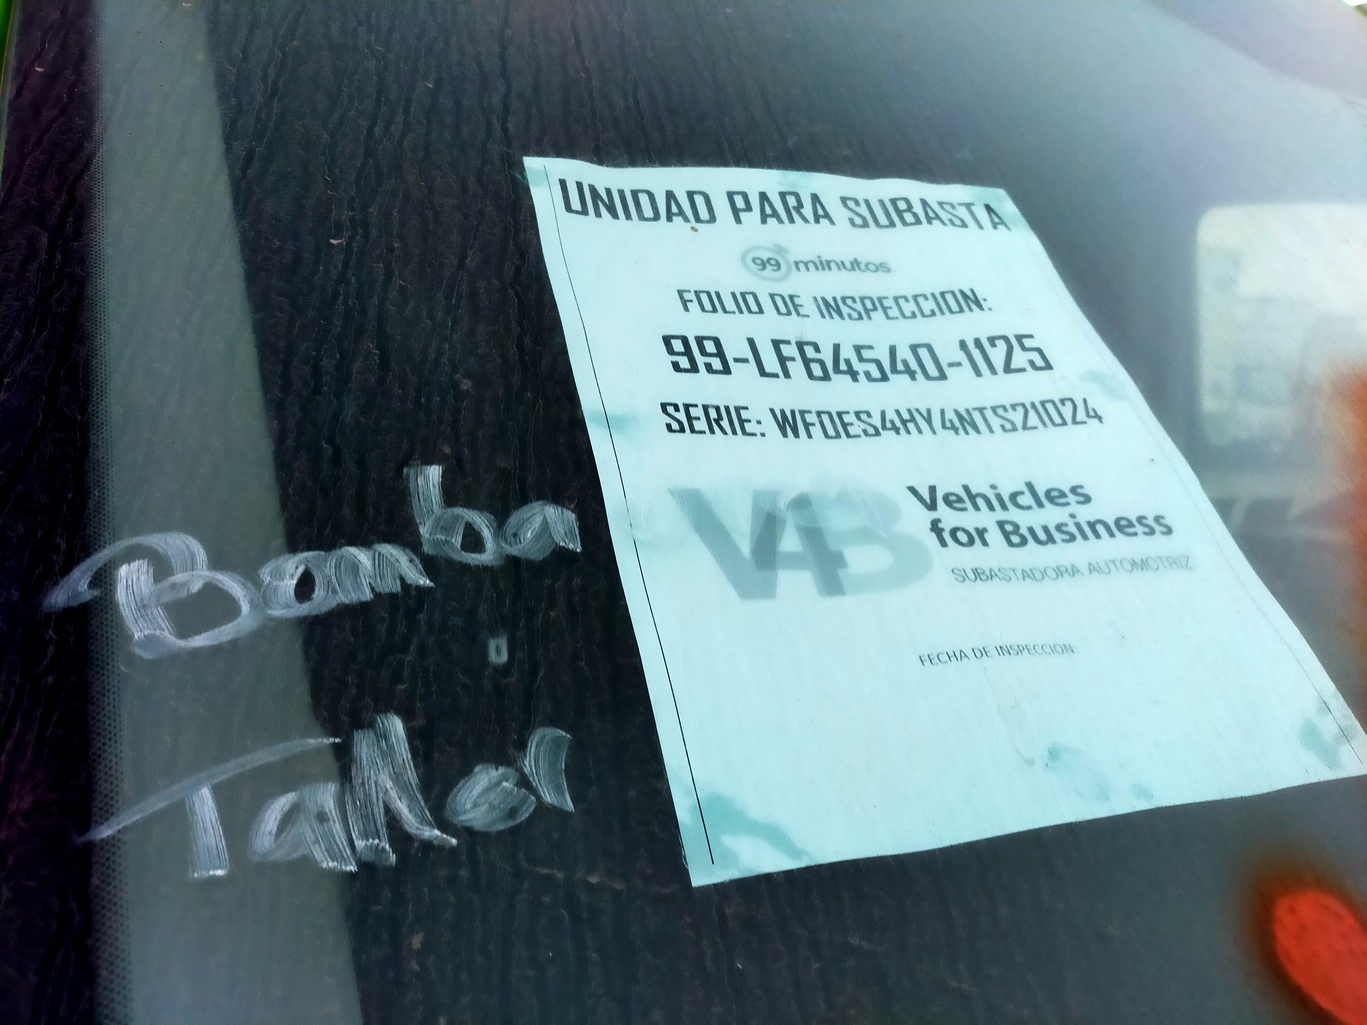 UNIDAD PARA SUBASTA
99 minutos
FOLIO DE INSPECCION:
99-LF64540-1125
SERIE: WF0ES4HY4NTS21024
V4B Vehicles
for Business
SUBASTADORA AUTOMOTRIZ
FECHA DE INSPECCION:
Bomba
Taller